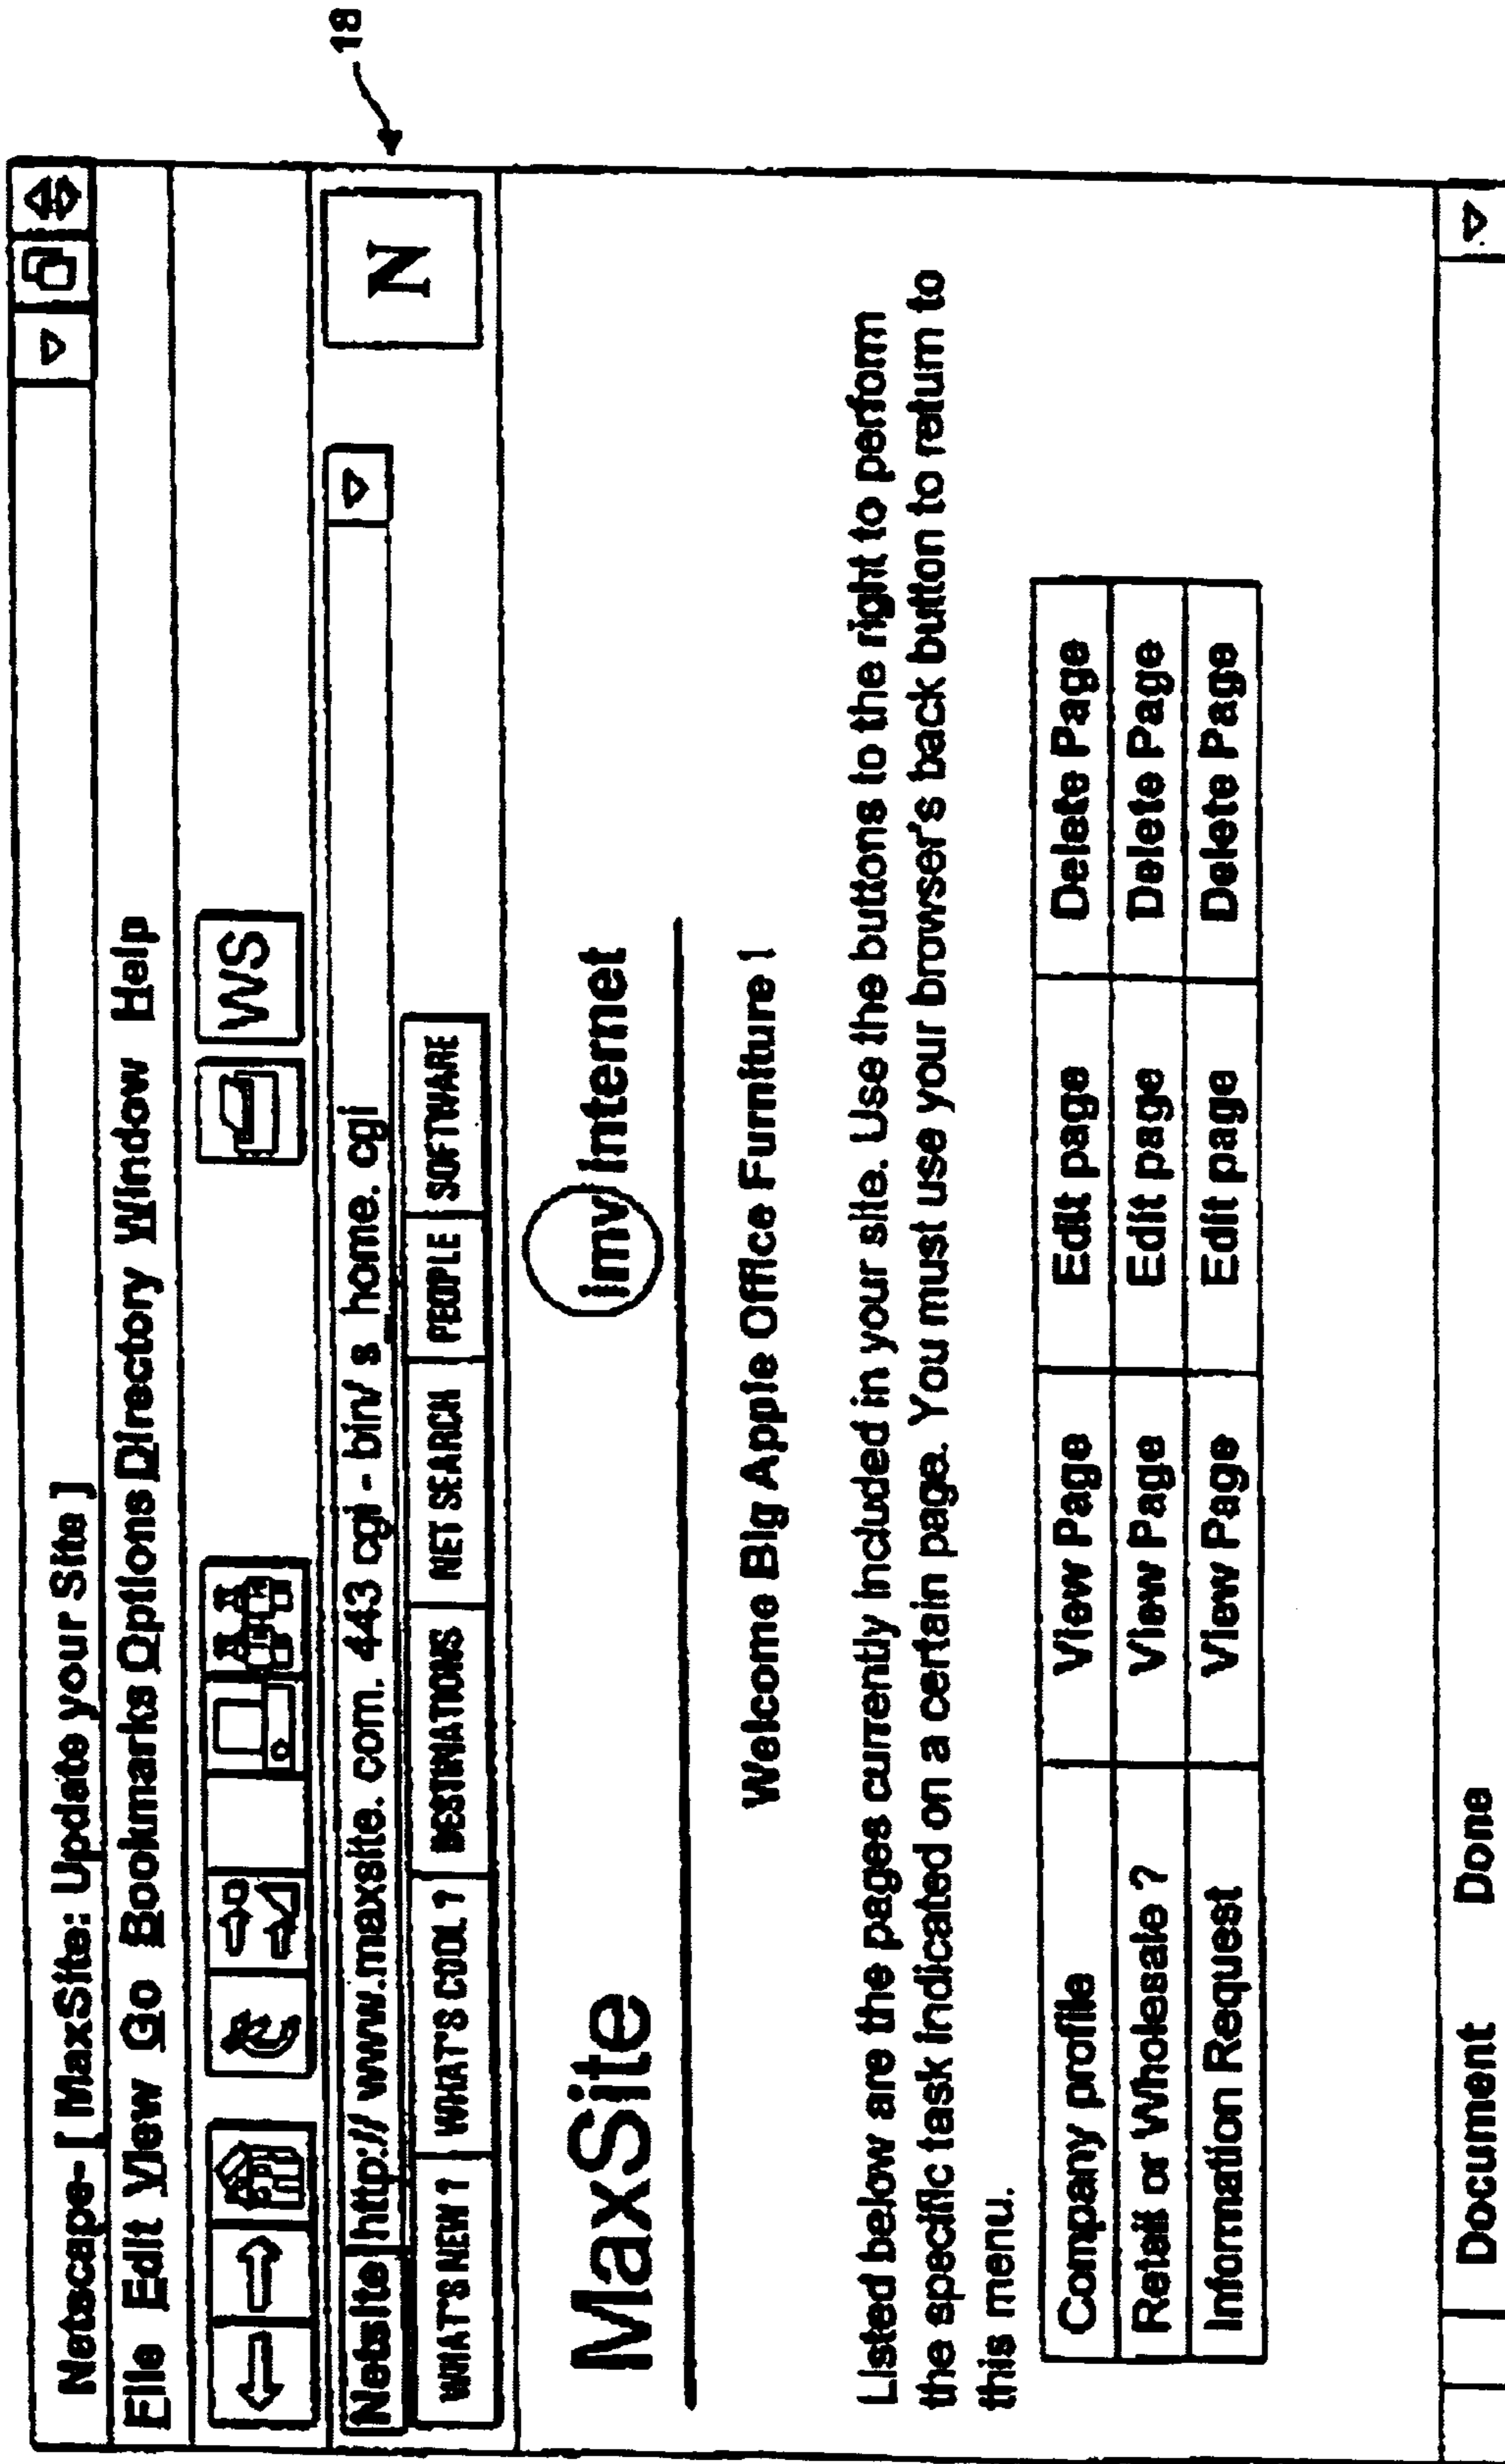 18
Netscape- [ MaxSite: Update your Site ]
File Edit View Go Bookmarks Options Directory Window Help
WS
Netsite http:// www.maxsite. com. 443 cgi - bin/ s_home. cgi
N
WHAT'S NEW ? WHAT'S COOL ? DESTINATIONS NET SEARCH PEOPLE SOFTWARE
MaxSite imv Internet
Welcome Big Apple Office Furniture !
Listed below are the pages currently included in your site. Use the buttons to the right to perform
the specific task indicated on a certain page. You must use your browser's back button to return to
this menu.
Company profile View Page Edit page Delete Page
Retail or Wholesale ? View Page Edit page Delete Page
Information Request View Page Edit page Delete Page
Document Done